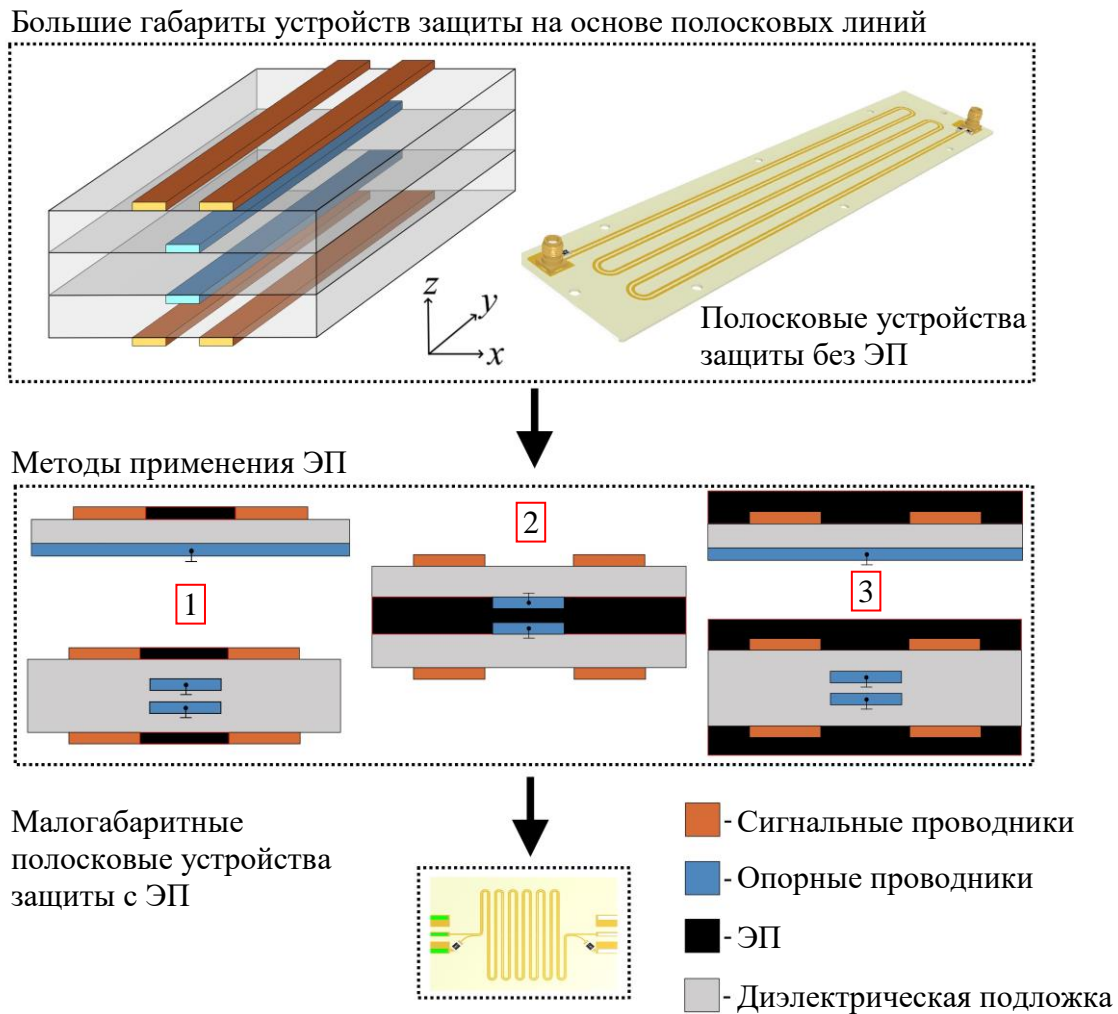 Большие габариты устройств защиты на основе полосковых линий
z
y
x
Полосковые устройства
защиты без ЭП
Методы применения ЭП
1
2
3
Малогабаритные
полосковые устройства
защиты с ЭП
- Сигнальные проводники
- Опорные проводники
- ЭП
- Диэлектрическая подложка